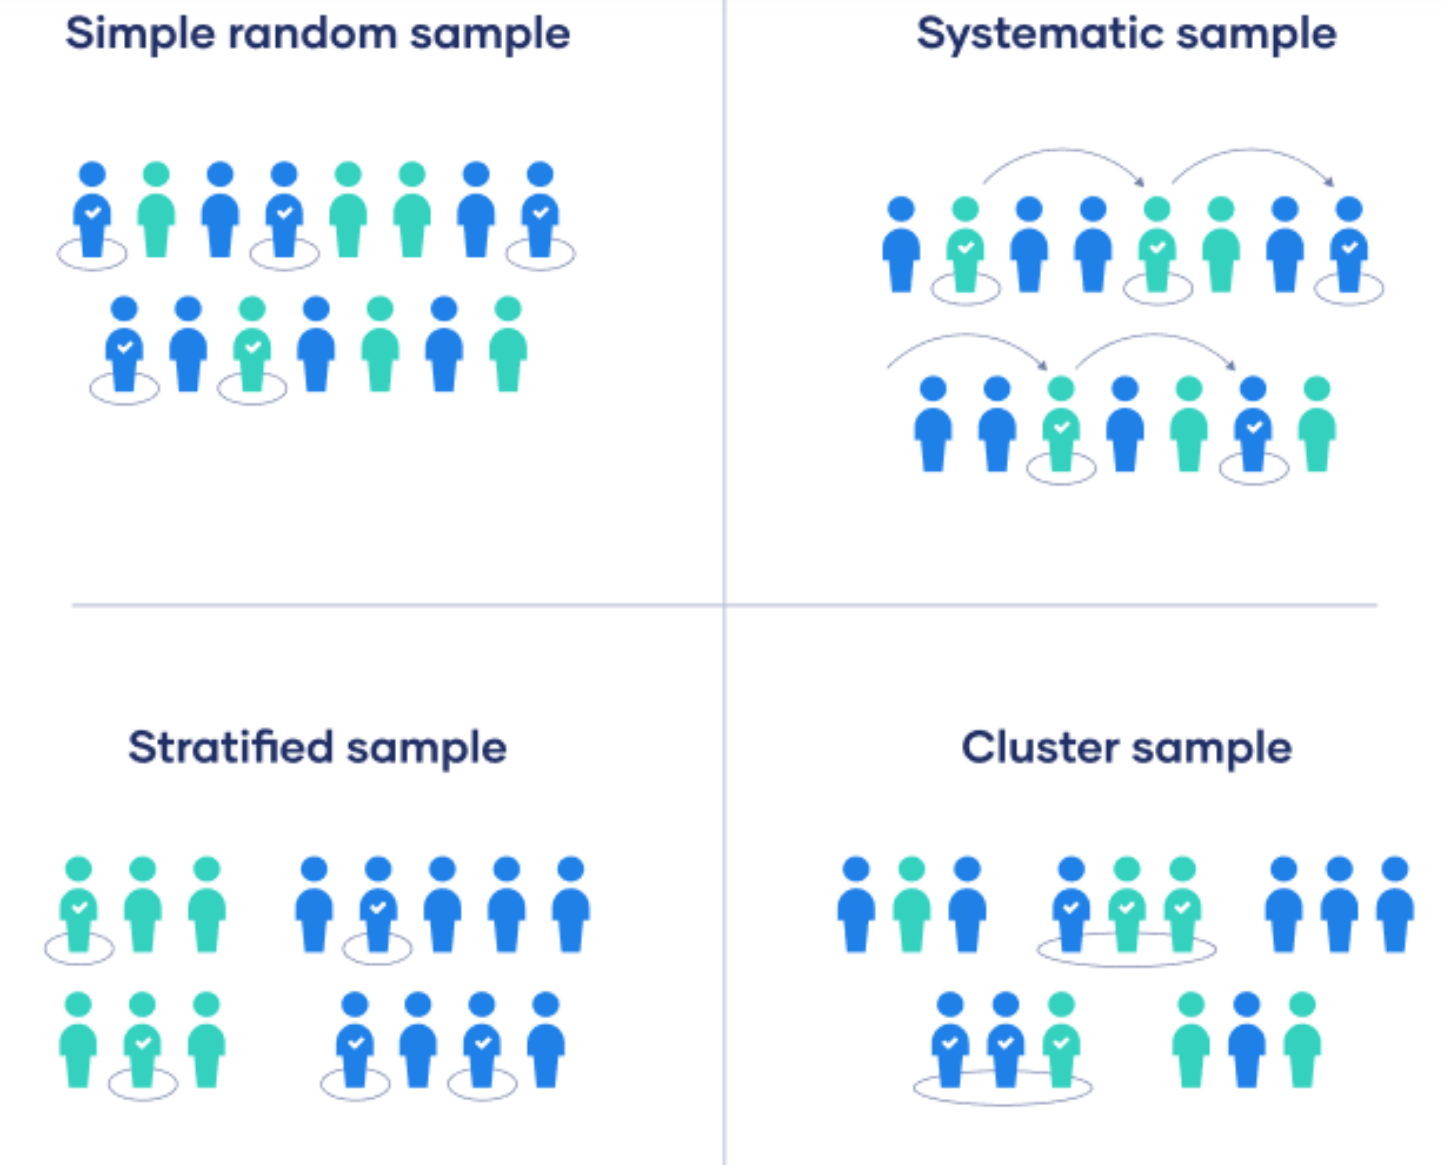 Simple random sample
Systematic sample
Stratified sample
Cluster sample